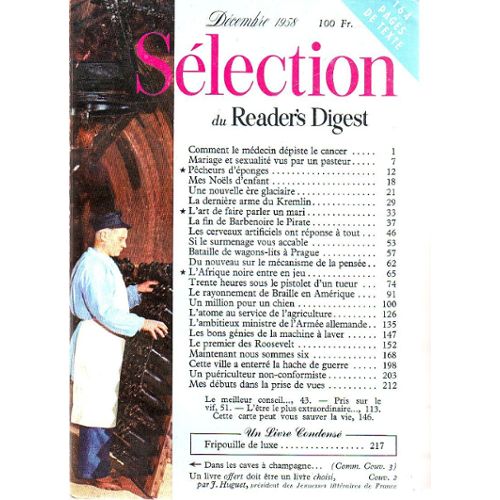 Décembre 1958 100 Fr.
164 PAGES DE TEXTE
Sélection
du Reader's Digest
Comment le médecin dépiste le cancer ..... 1
Mariage et sexualité vus par un pasteur.... 7
★ Pêcheurs d'éponges .................... 12
Mes Noëls d'enfant ..................... 18
Une nouvelle ère glaciaire ................ 21
La dernière arme du Kremlin............. 29
★ L'art de faire parler un mari ............. 33
La fin de Barbenoire le Pirate............. 37
Les cerveaux artificiels ont réponse à tout ... 46
Si le surmenage vous accable ............. 53
Bataille de wagons-lits à Prague .......... 57
Du nouveau sur le mécanisme de la pensée.. 62
★ L'Afrique noire entre en jeu.............. 65
Trente heures sous le pistolet d'un tueur ... 74
Le rayonnement de Braille en Amérique .... 91
Un million pour un chien ................ 100
L'atome au service de l'agriculture......... 126
L'ambitieux ministre de l'Armée allemande.. 135
Les bons génies de la machine à laver ...... 147
Le premier des Roosevelt ................ 152
Maintenant nous sommes six ............. 168
Cette ville a enterré la hache de guerre ..... 198
Un puériculteur non-conformiste .......... 203
Mes débuts dans la prise de vues .......... 212
Le meilleur conseil..., 43. — Pris sur le
vif, 51. — L'être le plus extraordinaire..., 113.
Cette carte peut vous sauver la vie, 146.
Un Livre Condensé
Fripouille de luxe .................. 217
← Dans les caves à champagne... (Comm. Couv. 3)
Un livre offert doit être un livre choisi, Couv. 2
par J. Huguet, président des Jeunesses littéraires de France